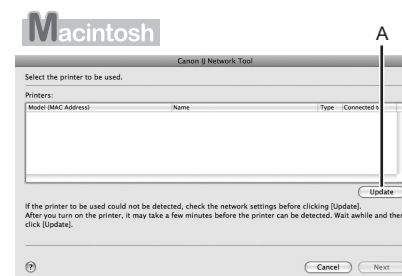 Macintosh
A
Canon IJ Network Tool
Select the printer to be used.
Printers:
Model (MAC Address) Name Type Connected t
Update
If the printer to be used could not be detected, check the network settings before clicking [Update].
After you turn on the printer, it may take a few minutes before the printer can be detected. Wait awhile and then
click [Update].
? Cancel Next